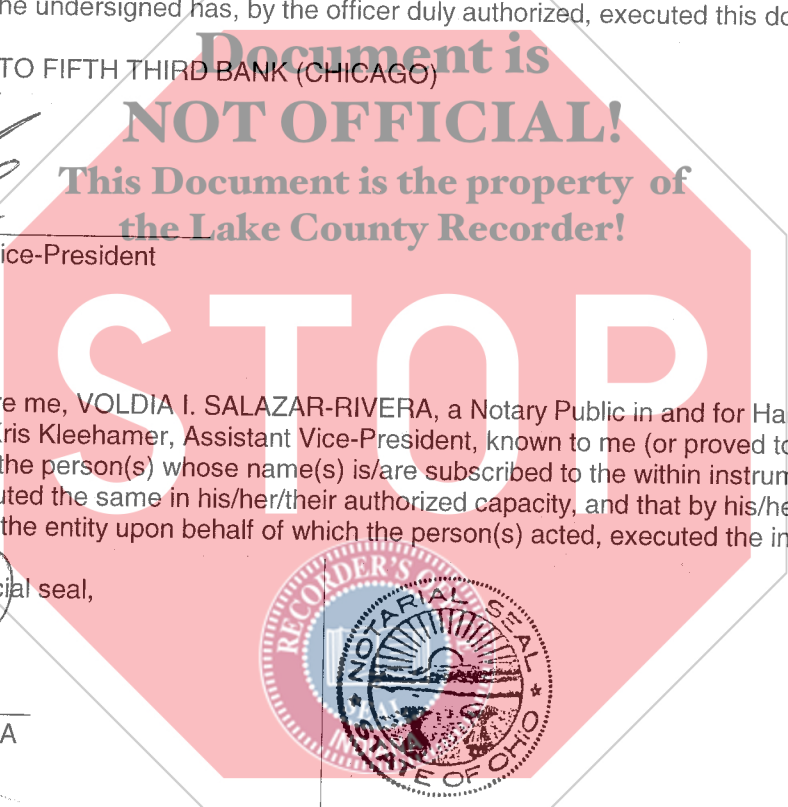 he undersigned has, by the officer duly authorized, executed this do
Document is
TO FIFTH THIRD BANK (CHICAGO)
NOT OFFICIAL!
This Document is the property of
the Lake County Recorder!
ice-President
STOP
re me, VOLDIA I. SALAZAR-RIVERA, a Notary Public in and for Ha
Kris Kleehamer, Assistant Vice-President, known to me (or proved to
the person(s) whose name(s) is/are subscribed to the within instrum
uted the same in his/her/their authorized capacity, and that by his/he
the entity upon behalf of which the person(s) acted, executed the in
cial seal,
RECORDER'S
SEAL
NOTARIAL SEAL
STATE OF OHIO
A